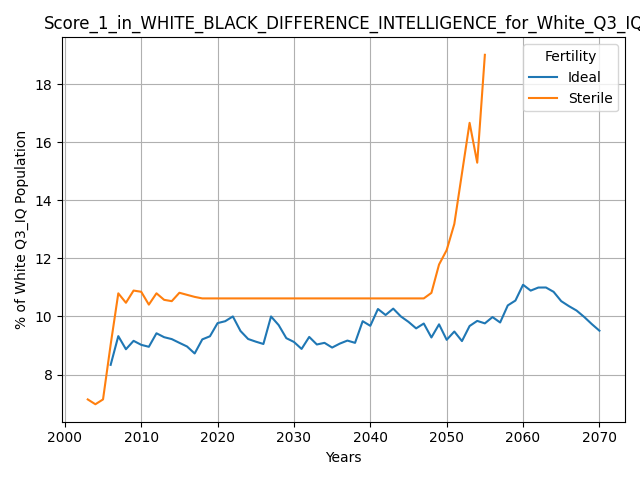 Score_1_in_WHITE_BLACK_DIFFERENCE_INTELLIGENCE_for_White_Q3_IQ
% of White Q3_IQ Population
18
16
14
12
10
8
Fertility
Ideal
Sterile
2000 2010 2020 2030 2040 2050 2060 2070
Years